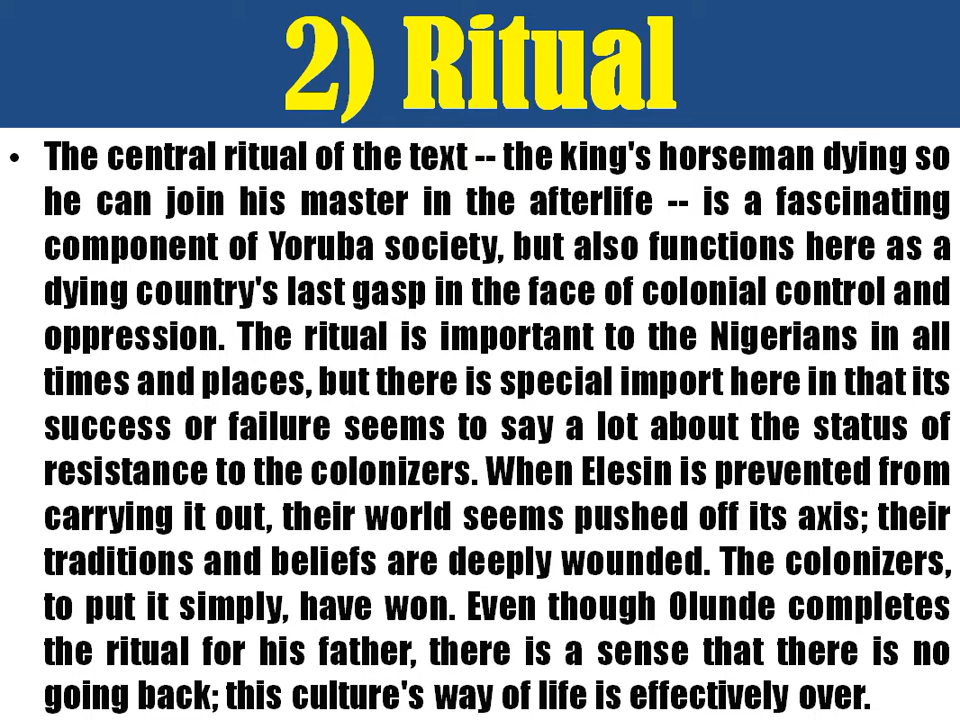 2) Ritual
• The central ritual of the text -- the king's horseman dying so
he can join his master in the afterlife -- is a fascinating
component of Yoruba society, but also functions here as a
dying country's last gasp in the face of colonial control and
oppression. The ritual is important to the Nigerians in all
times and places, but there is special import here in that its
success or failure seems to say a lot about the status of
resistance to the colonizers. When Elesin is prevented from
carrying it out, their world seems pushed off its axis; their
traditions and beliefs are deeply wounded. The colonizers,
to put it simply, have won. Even though Olunde completes
the ritual for his father, there is a sense that there is no
going back; this culture's way of life is effectively over.